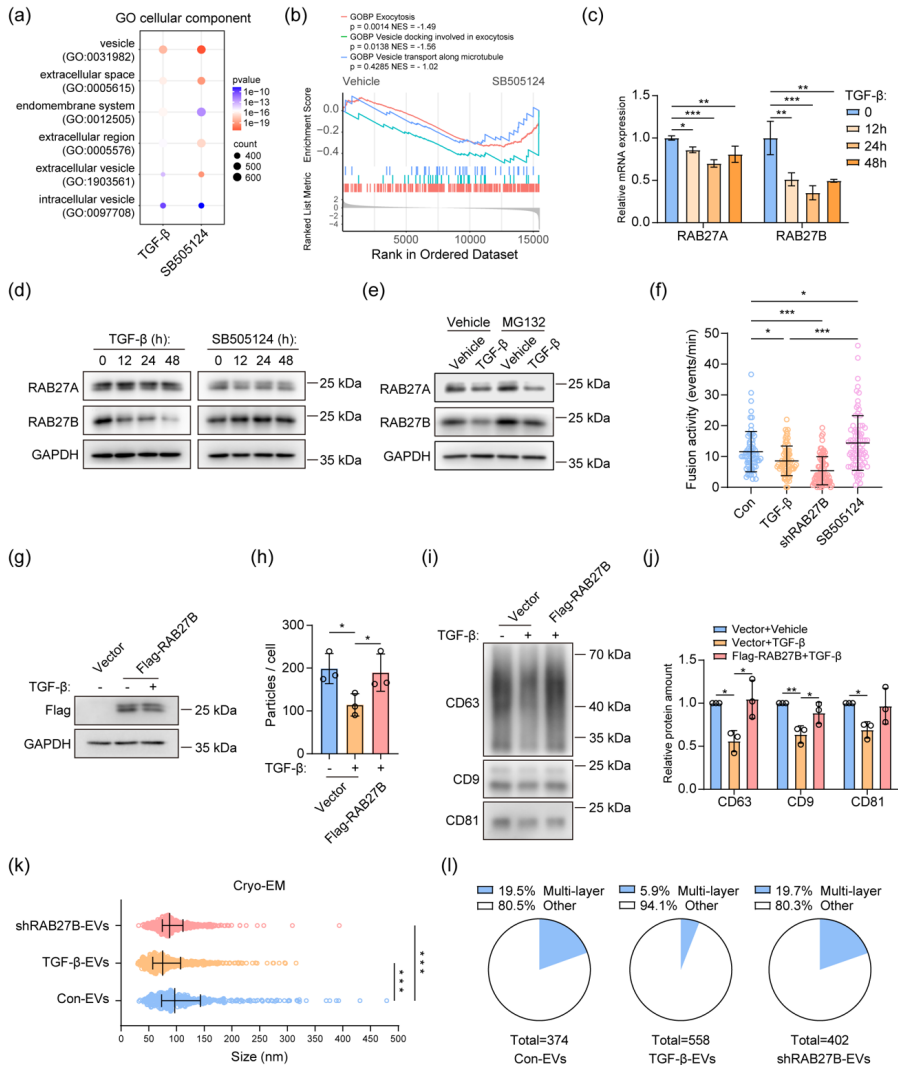 (a)
GO cellular component
vesicle
(GO:0031982)
extracellular space
(GO:0005615)
endomembrane system
(GO:0012505)
extracellular region
(GO:0005576)
extracellular vesicle
(GO:1903561)
intracellular vesicle
(GO:0097708)
TGF-β
SB505124
pvalue
1e-10
1e-13
1e-16
1e-19
count
400
500
600
(b)
GOBP Exocytosis
p = 0.0014 NES = -1.49
GOBP Vesicle docking involved in exocytosis
p = 0.0138 NES = -1.56
GOBP Vesicle transport along microtubule
p = 0.4285 NES = - 1.02
Vehicle SB505124
Enrichment Score
0.0
-0.2
-0.4
Ranked List Metric
2
0
-2
-4
5000 10000 15000
Rank in Ordered Dataset
(c)
Relative mRNA expression
1.5
1.0
0.5
0.0
**
***
*
**
***
**
RAB27A RAB27B
TGF-β:
0
12h
24h
48h
(d)
TGF-β (h): SB505124 (h):
0 12 24 48 0 12 24 48
RAB27A 25 kDa
RAB27B 25 kDa
GAPDH 35 kDa
(e)
Vehicle MG132
Vehicle TGF-β Vehicle TGF-β
RAB27A 25 kDa
RAB27B 25 kDa
GAPDH 35 kDa
(f)
Fusion activity (events/min)
60
50
40
30
20
10
0
*
***
* ***
Con TGF-β shRAB27B SB505124
(g)
Vector Flag-RAB27B
TGF-β: - - +
Flag 25 kDa
GAPDH 35 kDa
(h)
Particles / cell
300
200
100
0
* *
TGF-β: - + +
Vector Flag-RAB27B
(i)
Vector Flag-RAB27B
TGF-β: - + +
70 kDa
CD63 40 kDa
35 kDa
CD9 25 kDa
25 kDa
CD81
(j)
Vector+Vehicle
Vector+TGF-β
Flag-RAB27B+TGF-β
Relative protein amount
1.5
1.0
0.5
0.0
* * ** * *
CD63 CD9 CD81
(k)
Cryo-EM
shRAB27B-EVs
TGF-β-EVs
Con-EVs
***
***
0 50 100 150 200 250 300 350 400 450 500
Size (nm)
(l)
19.5% Multi-layer
80.5% Other
5.9% Multi-layer
94.1% Other
19.7% Multi-layer
80.3% Other
Total=374
Con-EVs
Total=558
TGF-β-EVs
Total=402
shRAB27B-EVs